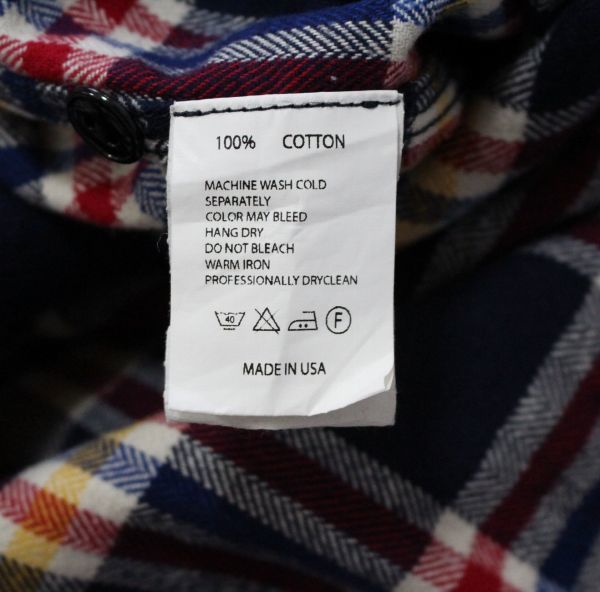 100% COTTON
MACHINE WASH COLD
SEPARATELY
COLOR MAY BLEED
HANG DRY
DO NOT BLEACH
WARM IRON
PROFESSIONALLY DRYCLEAN
40 F
MADE IN USA